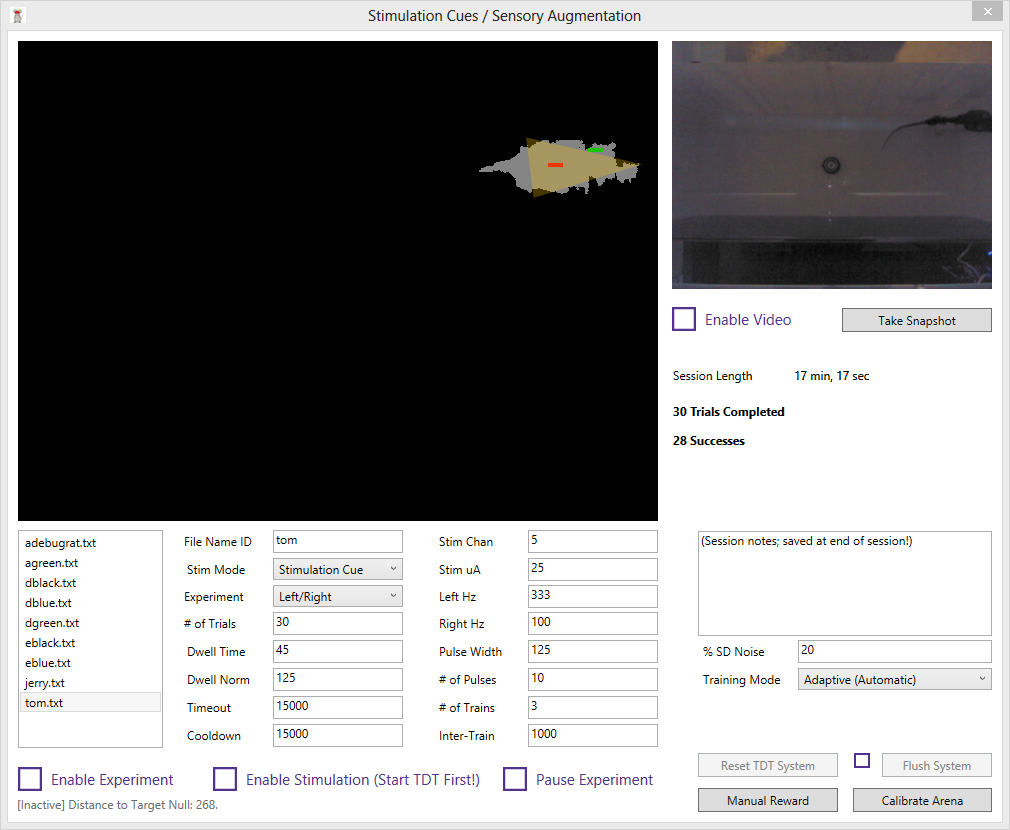 Stimulation Cues / Sensory Augmentation
Enable Video
Take Snapshot
Session Length 17 min, 17 sec
30 Trials Completed
28 Successes
adebugrat.txt
agreen.txt
dblack.txt
dblue.txt
dgreen.txt
eblack.txt
eblue.txt
jerry.txt
tom.txt
File Name ID tom
Stim Mode Stimulation Cue
Experiment Left/Right
# of Trials 30
Dwell Time 45
Dwell Norm 125
Timeout 15000
Cooldown 15000
Stim Chan 5
Stim uA 25
Left Hz 333
Right Hz 100
Pulse Width 125
# of Pulses 10
# of Trains 3
Inter-Train 1000
(Session notes; saved at end of session!)
% SD Noise 20
Training Mode Adaptive (Automatic)
Reset TDT System
Flush System
Manual Reward
Calibrate Arena
Enable Experiment
Enable Stimulation (Start TDT First!)
Pause Experiment
[Inactive] Distance to Target Null: 268.